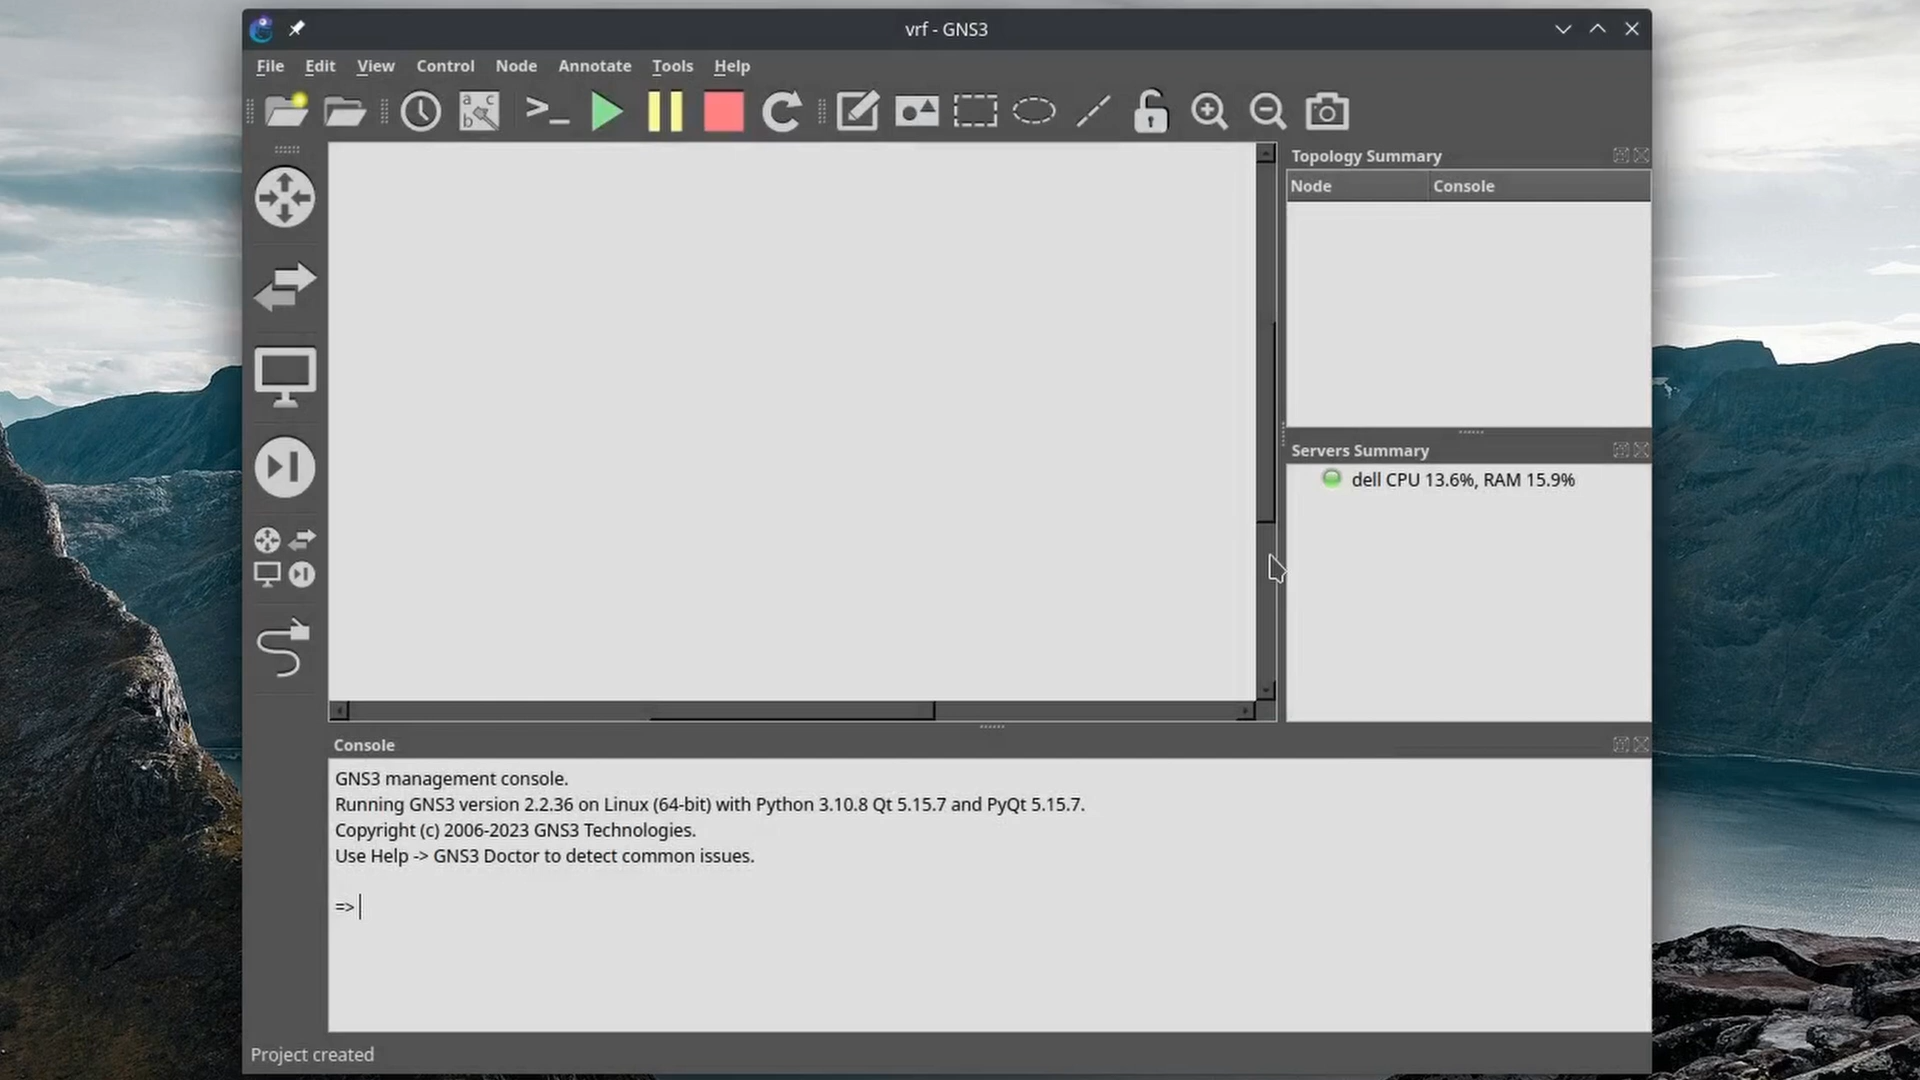 vrf - GNS3
File Edit View Control Node Annotate Tools Help
a c
b
>_
Topology Summary
Node Console
Servers Summary
dell CPU 13.6%, RAM 15.9%
Console
GNS3 management console.
Running GNS3 version 2.2.36 on Linux (64-bit) with Python 3.10.8 Qt 5.15.7 and PyQt 5.15.7.
Copyright (c) 2006-2023 GNS3 Technologies.
Use Help -> GNS3 Doctor to detect common issues.
=>
Project created